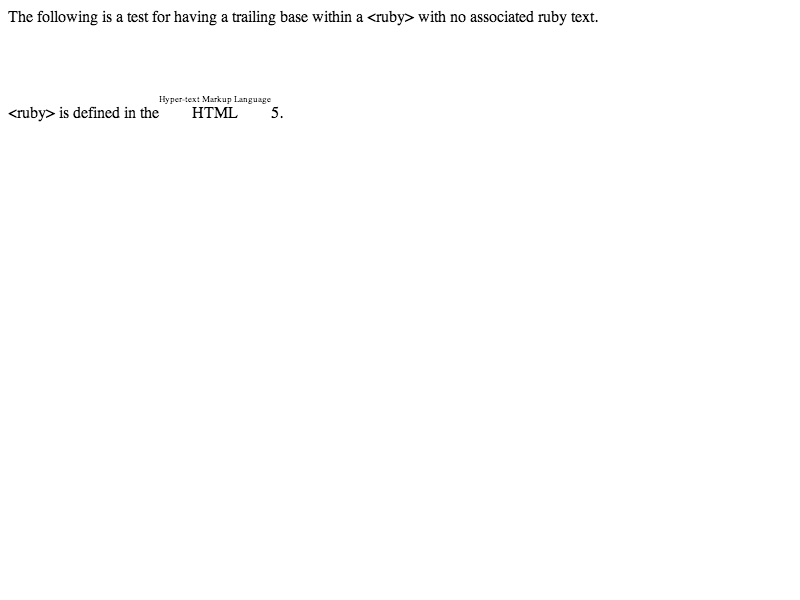 The following is a test for having a trailing base within a <ruby> with no associated ruby text.
Hyper-text Markup Language
<ruby> is defined in the HTML 5.